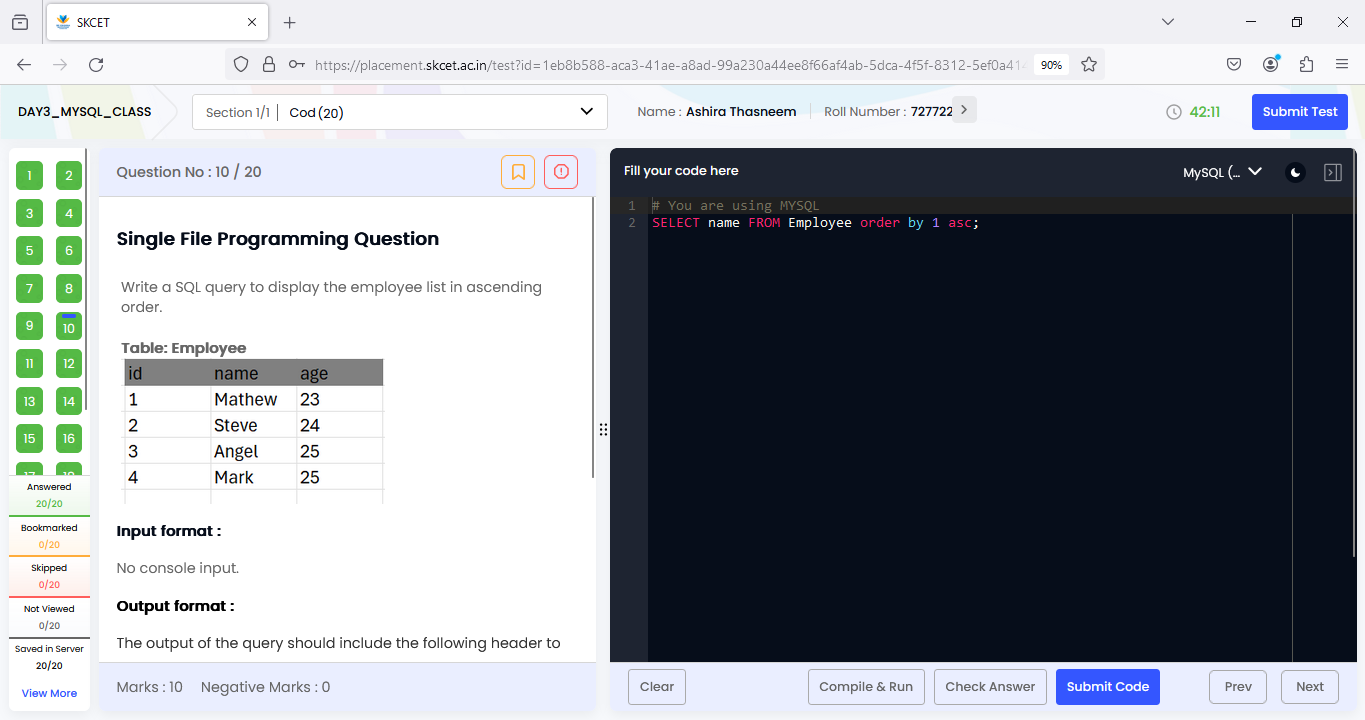 SKCET
https://placement.skcet.ac.in/test?id=1eb8b588-aca3-41ae-a8ad-99a230a44ee8f66af4ab-5dca-4f5f-8312-5ef0a414
90%
DAY3_MYSQL_CLASS
Section 1/1 | Cod (20)
Name : Ashira Thasneem
Roll Number : 727722
42:11
Submit Test
1 2
3 4
5 6
7 8
9 10
11 12
13 14
15 16
Answered
20/20
Bookmarked
0/20
Skipped
0/20
Not Viewed
0/20
Saved in Server
20/20
View More
Question No : 10 / 20
Single File Programming Question
Write a SQL query to display the employee list in ascending
order.
Table: Employee
id name age
1 Mathew 23
2 Steve 24
3 Angel 25
4 Mark 25
Input format :
No console input.
Output format :
The output of the query should include the following header to
Marks : 10 Negative Marks : 0
Fill your code here
MySQL (...
1 # You are using MYSQL
2 SELECT name FROM Employee order by 1 asc;
Clear
Compile & Run
Check Answer
Submit Code
Prev
Next